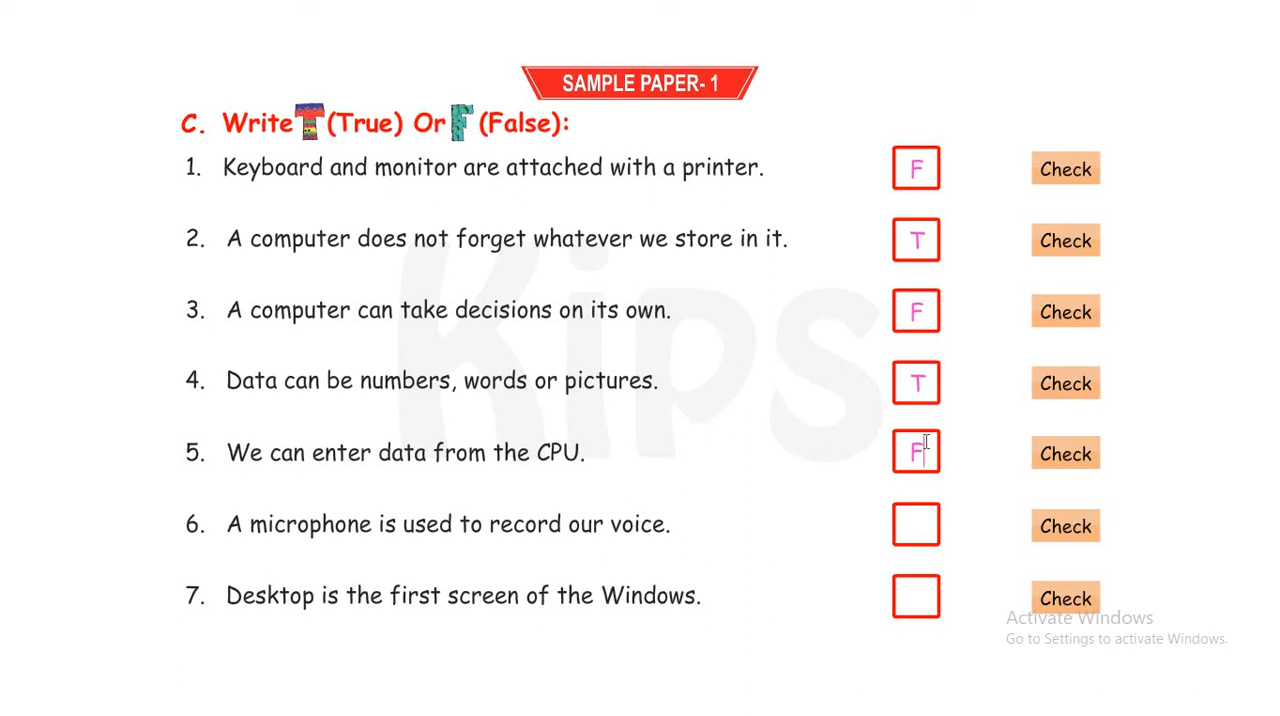 SAMPLE PAPER- 1
C. Write T (True) Or F (False):
1. Keyboard and monitor are attached with a printer. F Check
2. A computer does not forget whatever we store in it. T Check
3. A computer can take decisions on its own. F Check
4. Data can be numbers, words or pictures. T Check
5. We can enter data from the CPU. F Check
6. A microphone is used to record our voice. Check
7. Desktop is the first screen of the Windows. Check
Kips
Activate Windows
Go to Settings to activate Windows.